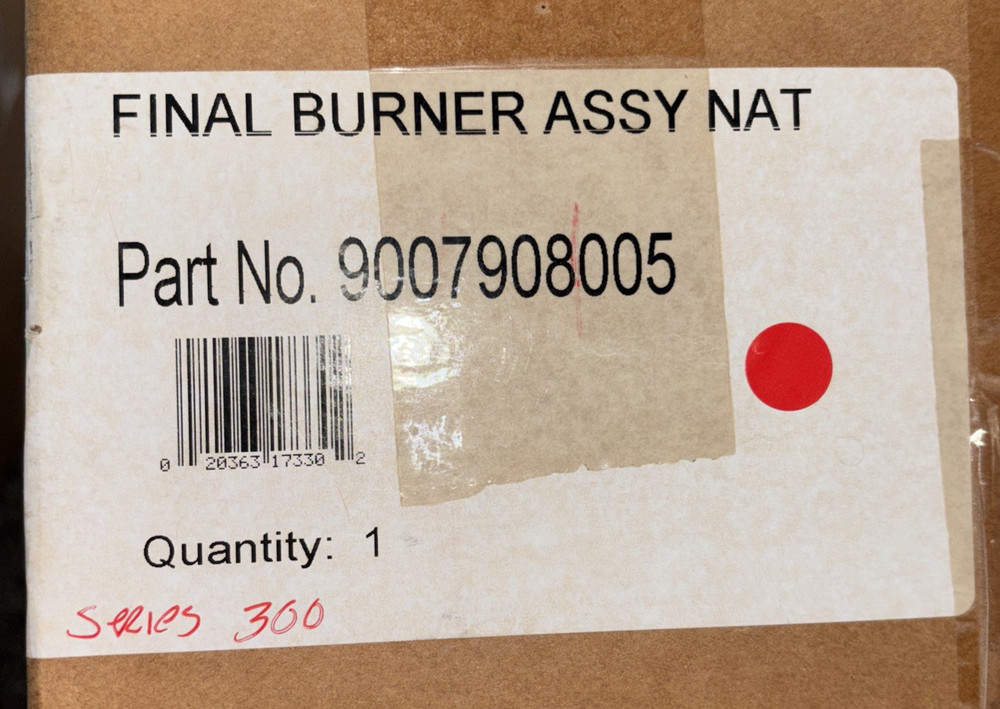 FINAL BURNER ASSY NAT
Part No. 9007908005
0 20363 17330 2
Quantity: 1
SERIES 300